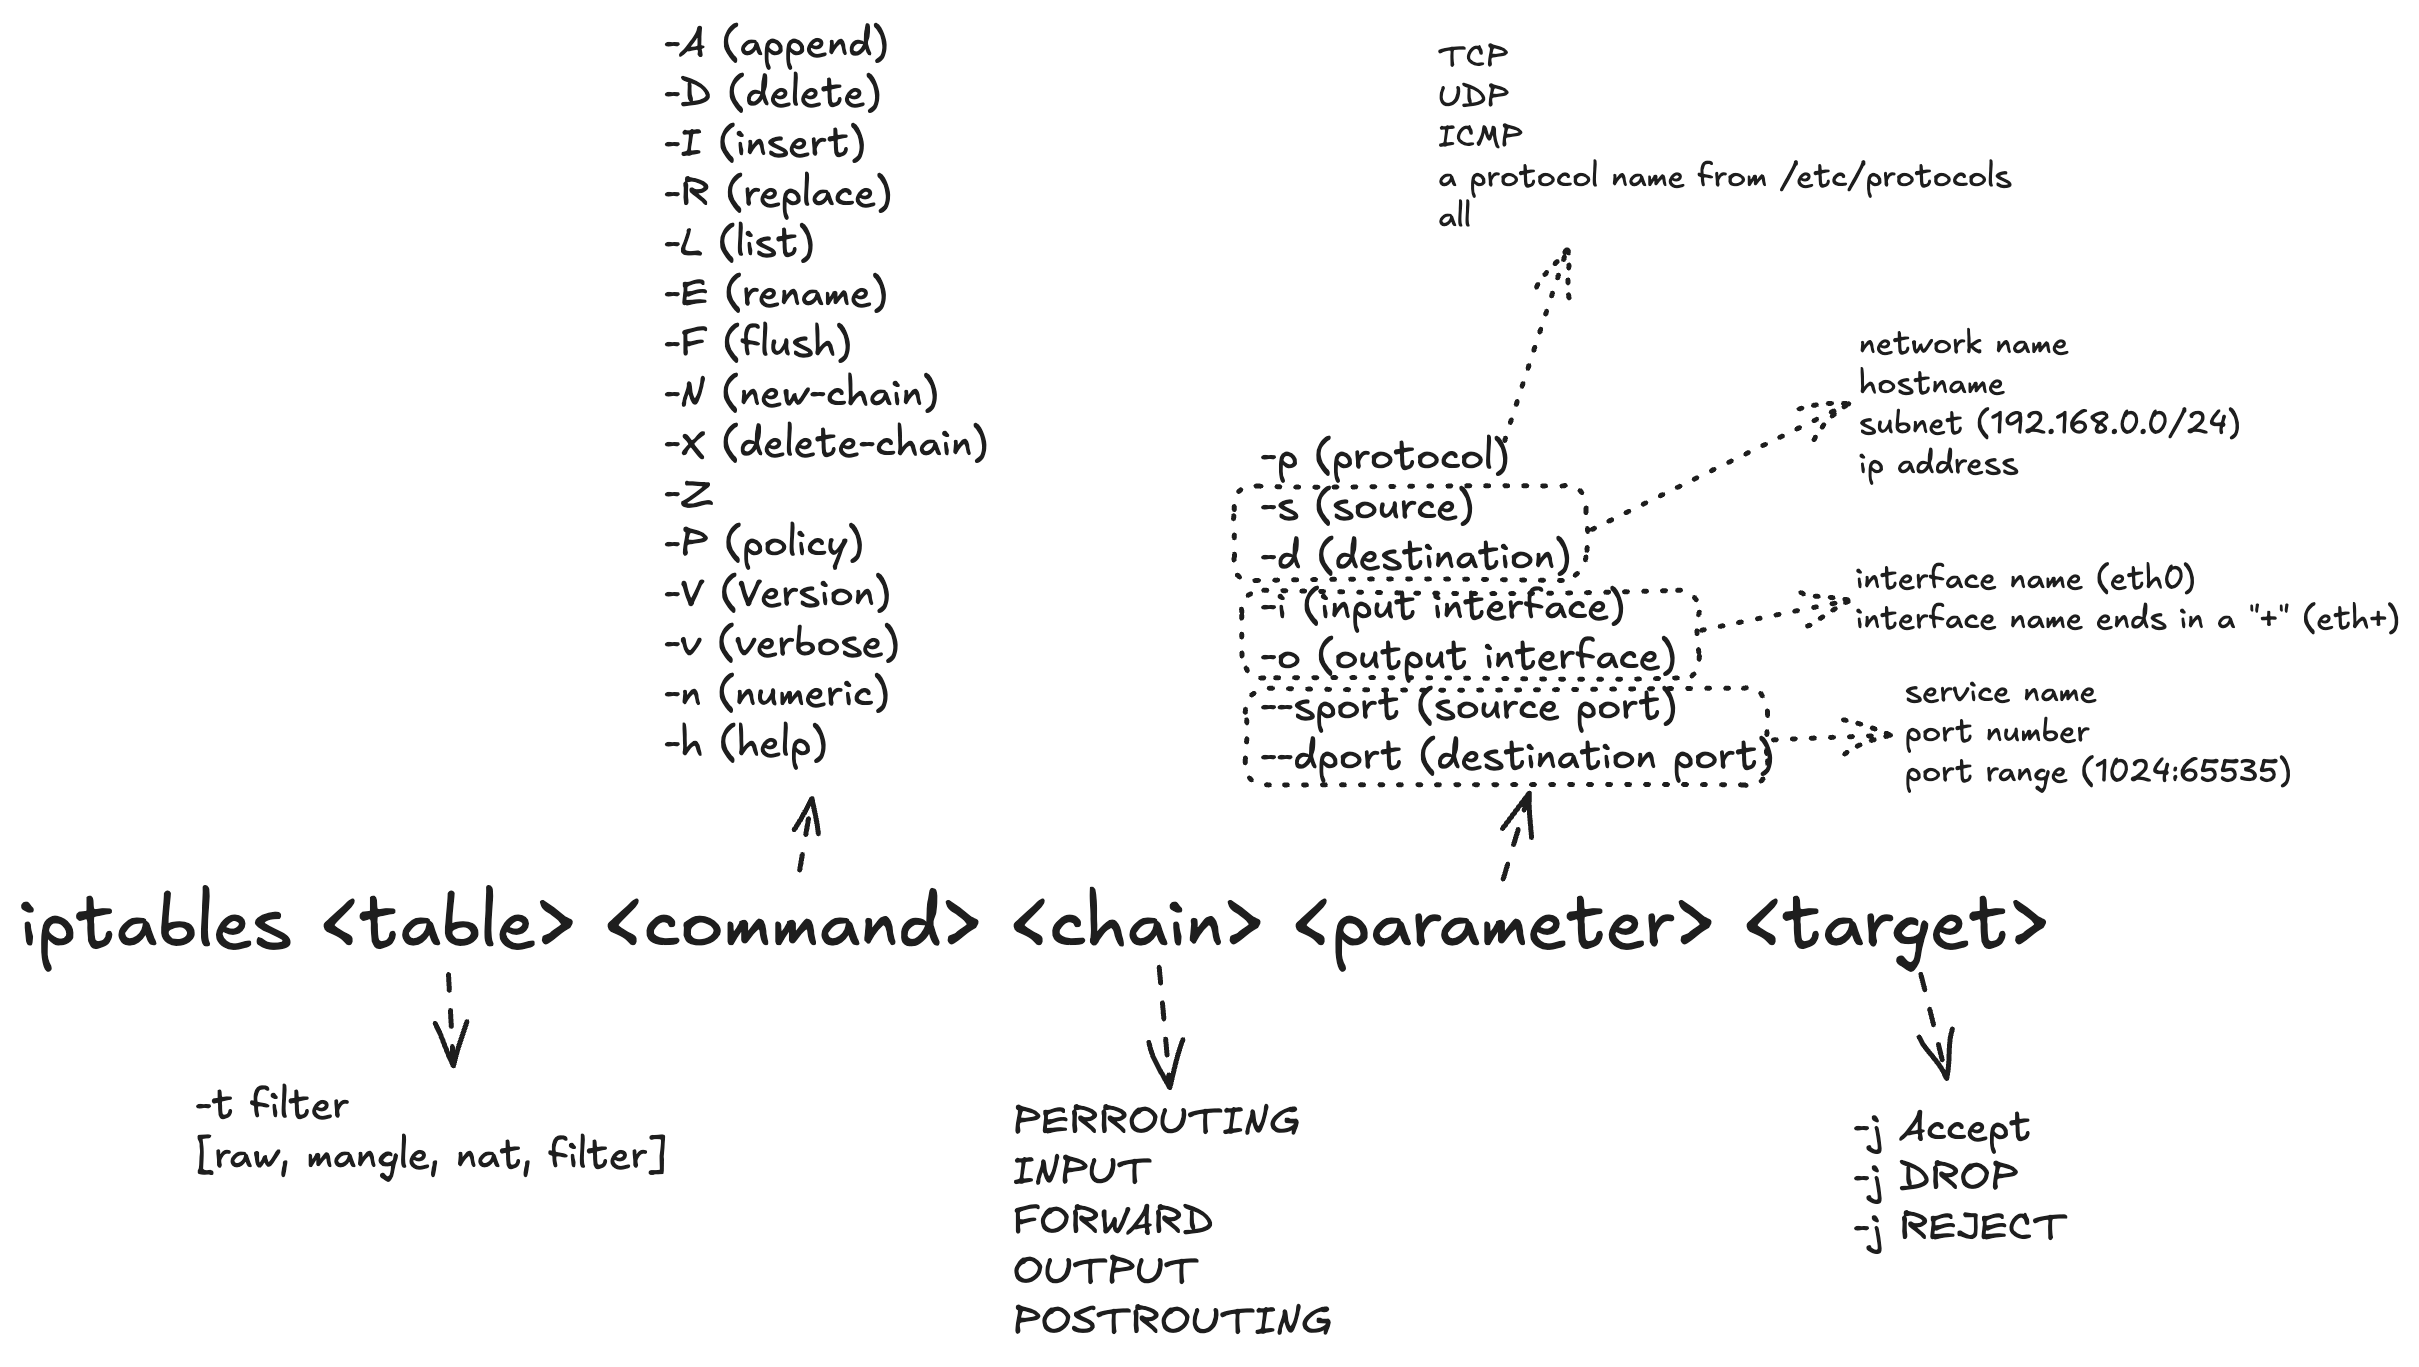 -A (append)
-D (delete)
-I (insert)
-R (replace)
-L (list)
-E (rename)
-F (flush)
-N (new-chain)
-X (delete-chain)
-Z
-P (policy)
-V (Version)
-v (verbose)
-n (numeric)
-h (help)
TCP
UDP
ICMP
a protocol name from /etc/protocols
all
-p (protocol)
-s (source)
-d (destination)
-i (input interface)
-o (output interface)
--sport (source port)
--dport (destination port)
network name
hostname
subnet (192.168.0.0/24)
ip address
interface name (eth0)
interface name ends in a "+" (eth+)
service name
port number
port range (1024:65535)
iptables <table> <command> <chain> <parameter> <target>
-t filter
[raw, mangle, nat, filter]
PERROUTING
INPUT
FORWARD
OUTPUT
POSTROUTING
-j Accept
-j DROP
-j REJECT